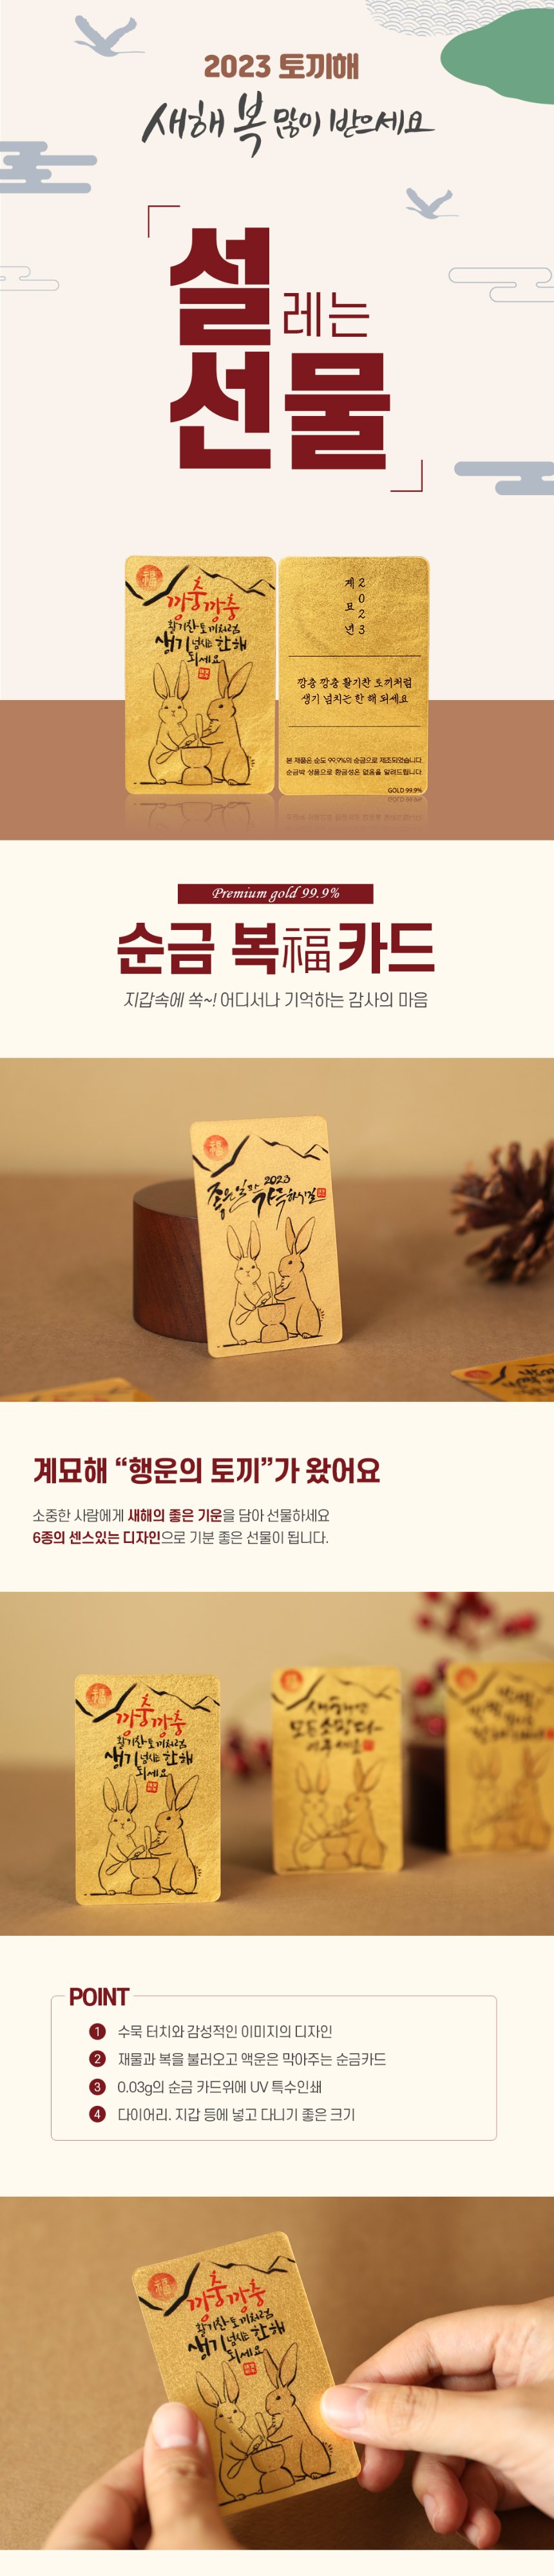 2023 토끼해
새해 복 많이 받으세요
설레는
선물
福
깡충깡충
활기찬 토끼처럼
생기 넘치는 한 해
되세요
계묘년 2023
깡충 깡충 활기찬 토끼처럼
생기 넘치는 한 해 되세요
본 제품은 순도 99.9%의 순금으로 제조되었습니다
순금박 상품으로 환금성은 없음을 알려드립니다
GOLD 99.9%
Premium gold 99.9%
순금 복福카드
지갑속에 쏙~! 어디서나 기억하는 감사의 마음
福
좋은날만 2023
가득하시길
계묘해 “행운의 토끼”가 왔어요
소중한 사람에게 새해의 좋은 기운을 담아 선물하세요
6종의 센스있는 디자인으로 기분 좋은 선물이 됩니다.
福
깡충깡충
활기찬 토끼처럼
생기 넘치는 한 해
되세요
POINT
1 수묵 터치와 감성적인 이미지의 디자인
2 재물과 복을 불러오고 액운은 막아주는 순금카드
3 0.03g의 순금 카드위에 UV 특수인쇄
4 다이어리. 지갑 등에 넣고 다니기 좋은 크기
福
깡충깡충
활기찬 토끼처럼
생기 넘치는 한 해
되세요